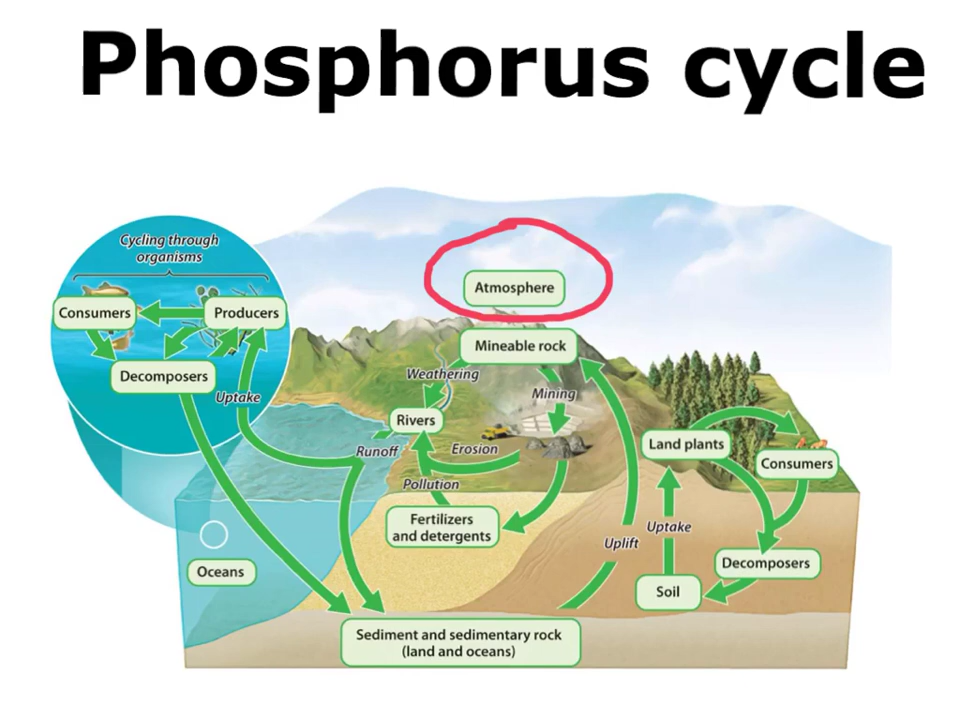 Phosphorus cycle
Cycling through
organisms
Consumers
Producers
Decomposers
Uptake
Atmosphere
Mineable rock
Weathering
Mining
Rivers
Runoff
Erosion
Pollution
Fertilizers
and detergents
Land plants
Consumers
Uptake
Uplift
Decomposers
Soil
Oceans
Sediment and sedimentary rock
(land and oceans)